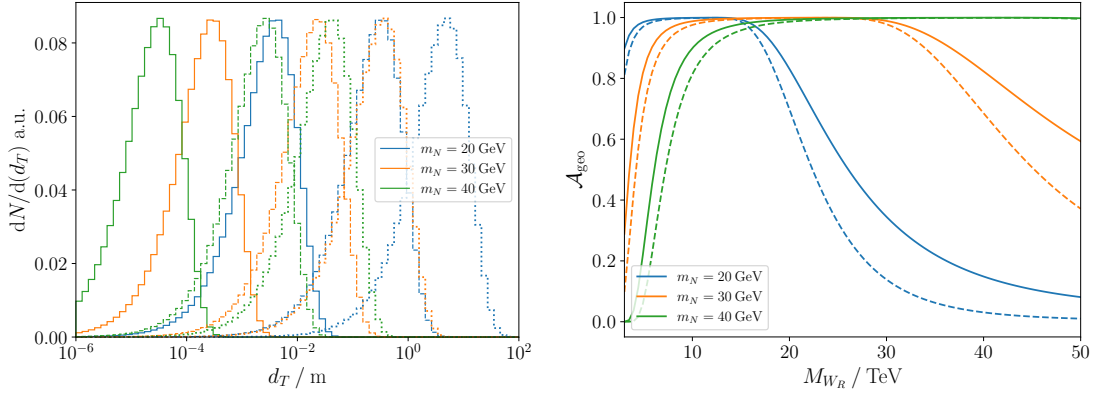 dN/d(d_T) a.u.
0.08
0.06
0.04
0.02
0.00
m_N = 20 GeV
m_N = 30 GeV
m_N = 40 GeV
10^−6 10^−4 10^−2 10^0 10^2
d_T / m
𝒜_geo
1.0
0.8
0.6
0.4
0.2
0.0
m_N = 20 GeV
m_N = 30 GeV
m_N = 40 GeV
10 20 30 40 50
M_{W_R} / TeV